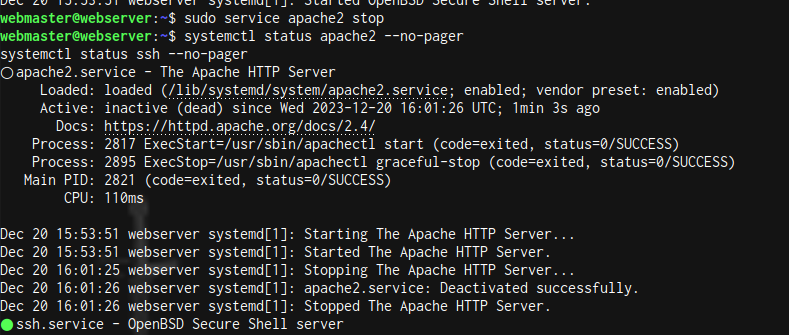 Dec 20 15:53:51 webserver systemd[1]: Started OpenBSD Secure Shell server.
webmaster@webserver:~$ sudo service apache2 stop
webmaster@webserver:~$ systemctl status apache2 --no-pager
systemctl status ssh --no-pager
○ apache2.service - The Apache HTTP Server
Loaded: loaded (/lib/systemd/system/apache2.service; enabled; vendor preset: enabled)
Active: inactive (dead) since Wed 2023-12-20 16:01:26 UTC; 1min 3s ago
Docs: https://httpd.apache.org/docs/2.4/
Process: 2817 ExecStart=/usr/sbin/apachectl start (code=exited, status=0/SUCCESS)
Process: 2895 ExecStop=/usr/sbin/apachectl graceful-stop (code=exited, status=0/SUCCESS)
Main PID: 2821 (code=exited, status=0/SUCCESS)
CPU: 110ms
Dec 20 15:53:51 webserver systemd[1]: Starting The Apache HTTP Server...
Dec 20 15:53:51 webserver systemd[1]: Started The Apache HTTP Server.
Dec 20 16:01:25 webserver systemd[1]: Stopping The Apache HTTP Server...
Dec 20 16:01:26 webserver systemd[1]: apache2.service: Deactivated successfully.
Dec 20 16:01:26 webserver systemd[1]: Stopped The Apache HTTP Server.
● ssh.service - OpenBSD Secure Shell server